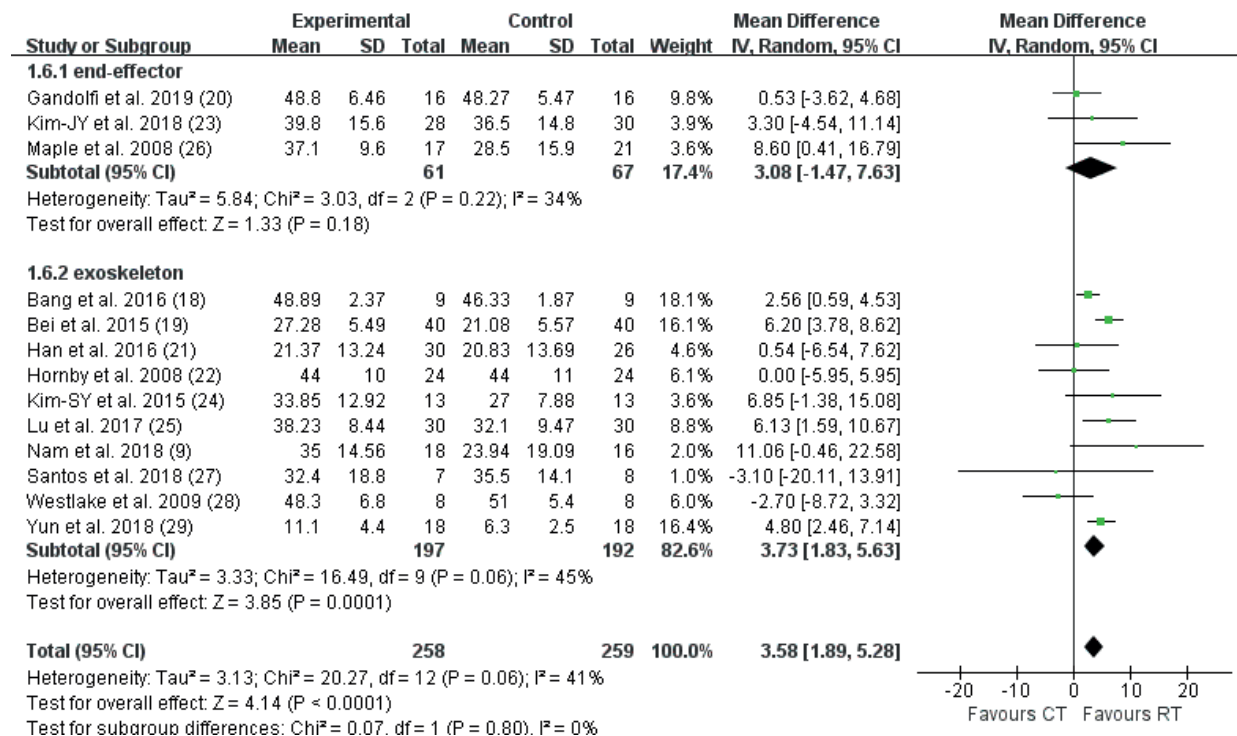 Experimental Control Mean Difference Mean Difference
Study or Subgroup Mean SD Total Mean SD Total Weight IV, Random, 95% CI IV, Random, 95% CI
1.6.1 end-effector
Gandolfi et al. 2019 (20) 48.8 6.46 16 48.27 5.47 16 9.8% 0.53 [-3.62, 4.68]
Kim-JY et al. 2018 (23) 39.8 15.6 28 36.5 14.8 30 3.9% 3.30 [-4.54, 11.14]
Maple et al. 2008 (26) 37.1 9.6 17 28.5 15.9 21 3.6% 8.60 [0.41, 16.79]
Subtotal (95% CI) 61 67 17.4% 3.08 [-1.47, 7.63]
Heterogeneity: Tau² = 5.84; Chi² = 3.03, df = 2 (P = 0.22); I² = 34%
Test for overall effect: Z = 1.33 (P = 0.18)
1.6.2 exoskeleton
Bang et al. 2016 (18) 48.89 2.37 9 46.33 1.87 9 18.1% 2.56 [0.59, 4.53]
Bei et al. 2015 (19) 27.28 5.49 40 21.08 5.57 40 16.1% 6.20 [3.78, 8.62]
Han et al. 2016 (21) 21.37 13.24 30 20.83 13.69 26 4.6% 0.54 [-6.54, 7.62]
Hornby et al. 2008 (22) 44 10 24 44 11 24 6.1% 0.00 [-5.95, 5.95]
Kim-SY et al. 2015 (24) 33.85 12.92 13 27 7.88 13 3.6% 6.85 [-1.38, 15.08]
Lu et al. 2017 (25) 38.23 8.44 30 32.1 9.47 30 8.8% 6.13 [1.59, 10.67]
Nam et al. 2018 (9) 35 14.56 18 23.94 19.09 16 2.0% 11.06 [-0.46, 22.58]
Santos et al. 2018 (27) 32.4 18.8 7 35.5 14.1 8 1.0% -3.10 [-20.11, 13.91]
Westlake et al. 2009 (28) 48.3 6.8 8 51 5.4 8 6.0% -2.70 [-8.72, 3.32]
Yun et al. 2018 (29) 11.1 4.4 18 6.3 2.5 18 16.4% 4.80 [2.46, 7.14]
Subtotal (95% CI) 197 192 82.6% 3.73 [1.83, 5.63]
Heterogeneity: Tau² = 3.33; Chi² = 16.49, df = 9 (P = 0.06); I² = 45%
Test for overall effect: Z = 3.85 (P = 0.0001)
Total (95% CI) 258 259 100.0% 3.58 [1.89, 5.28]
Heterogeneity: Tau² = 3.13; Chi² = 20.27, df = 12 (P = 0.06); I² = 41%
Test for overall effect: Z = 4.14 (P < 0.0001)
Test for subgroup differences: Chi² = 0.07, df = 1 (P = 0.80), I² = 0%
-20 -10 0 10 20
Favours CT Favours RT